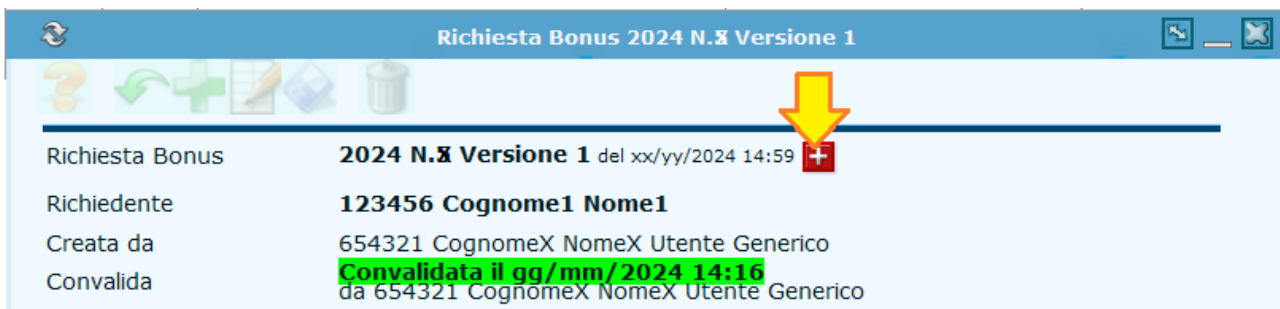 Richiesta Bonus 2024 N.X Versione 1
Richiesta Bonus 2024 N.X Versione 1 del xx/yy/2024 14:59
Richiedente 123456 Cognome1 Nome1
Creata da 654321 CognomeX NomeX Utente Generico
Convalida Convalidata il gg/mm/2024 14:16
da 654321 CognomeX NomeX Utente Generico